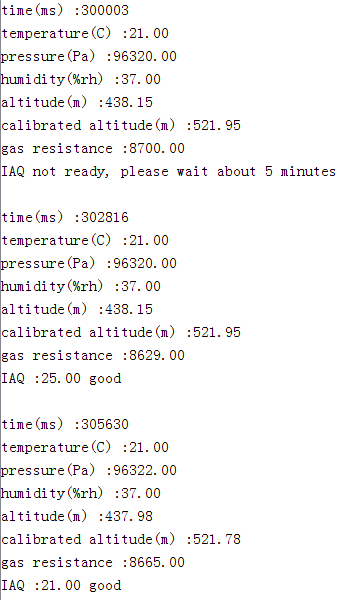 time(ms) :300003
temperature(C) :21.00
pressure(Pa) :96320.00
humidity(%rh) :37.00
altitude(m) :438.15
calibrated altitude(m) :521.95
gas resistance :8700.00
IAQ not ready, please wait about 5 minutes
time(ms) :302816
temperature(C) :21.00
pressure(Pa) :96320.00
humidity(%rh) :37.00
altitude(m) :438.15
calibrated altitude(m) :521.95
gas resistance :8629.00
IAQ :25.00 good
time(ms) :305630
temperature(C) :21.00
pressure(Pa) :96322.00
humidity(%rh) :37.00
altitude(m) :437.98
calibrated altitude(m) :521.78
gas resistance :8665.00
IAQ :21.00 good